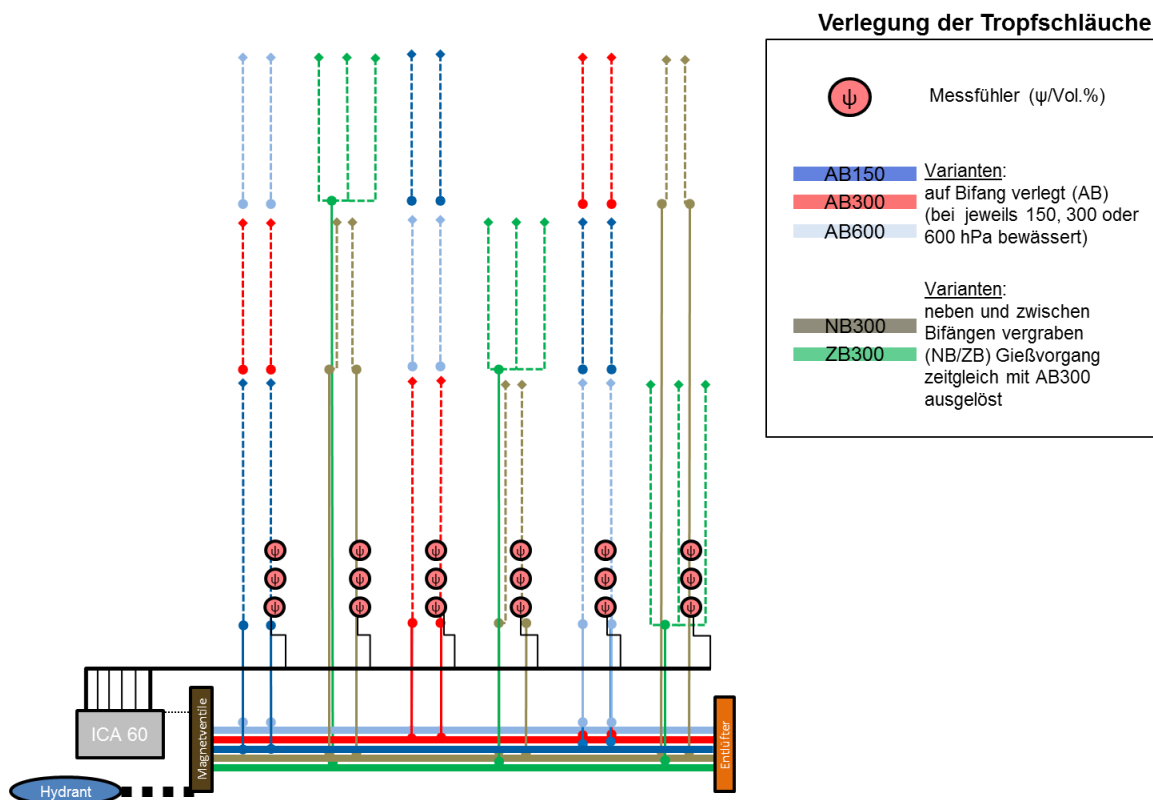 Verlegung der Tropfschläuche
ψ
Messfühler (ψ/Vol.%)
AB150
AB300
AB600
Varianten:
auf Bifang verlegt (AB)
(bei jeweils 150, 300 oder
600 hPa bewässert)
NB300
ZB300
Varianten:
neben und zwischen
Bifängen vergraben
(NB/ZB) Gießvorgang
zeitgleich mit AB300
ausgelöst
ψ ψ ψ ψ ψ ψ
ψ ψ ψ ψ ψ ψ
ψ ψ ψ ψ ψ ψ
ICA 60
Magnetventile
Entlüfter
Hydrant